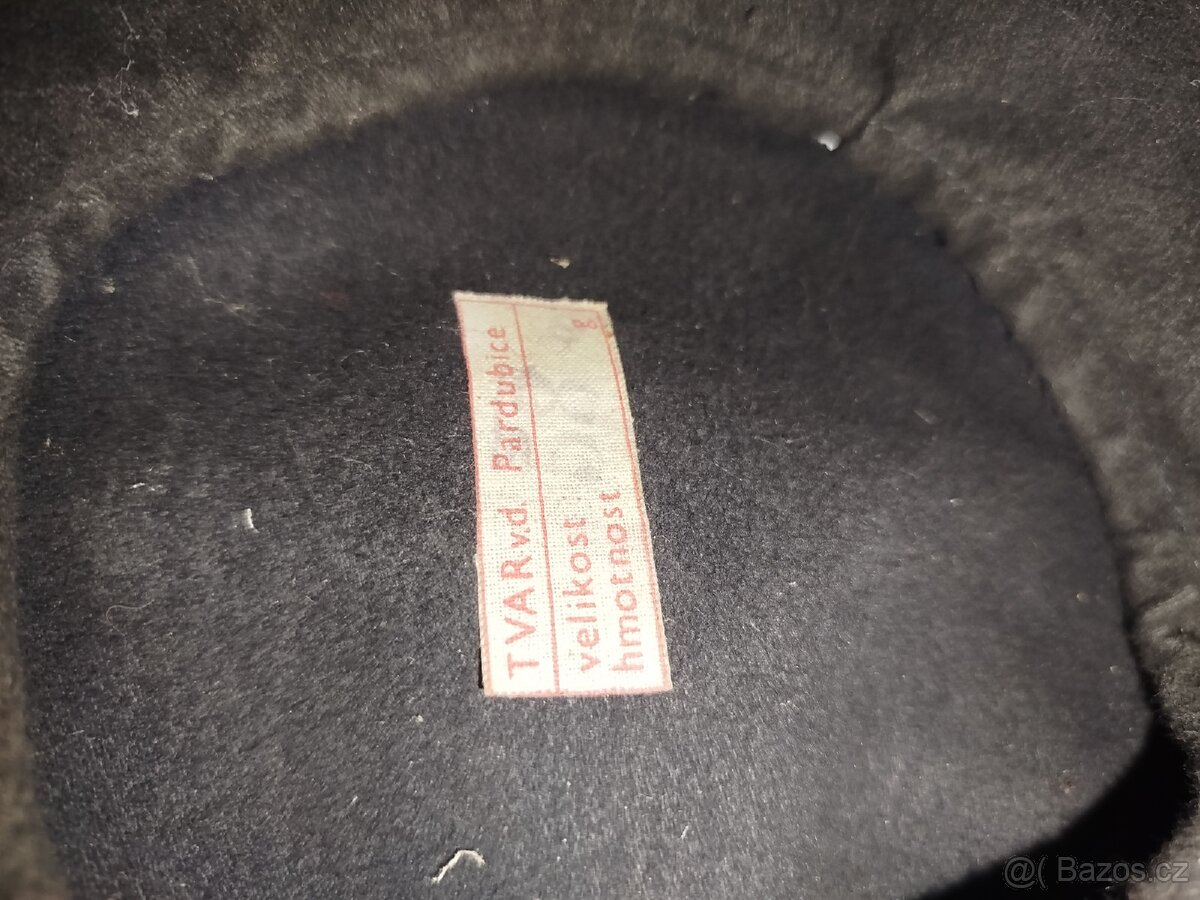 TVAR v.d. Pardubice
velikost :
hmotnost g
@( Bazos.cz